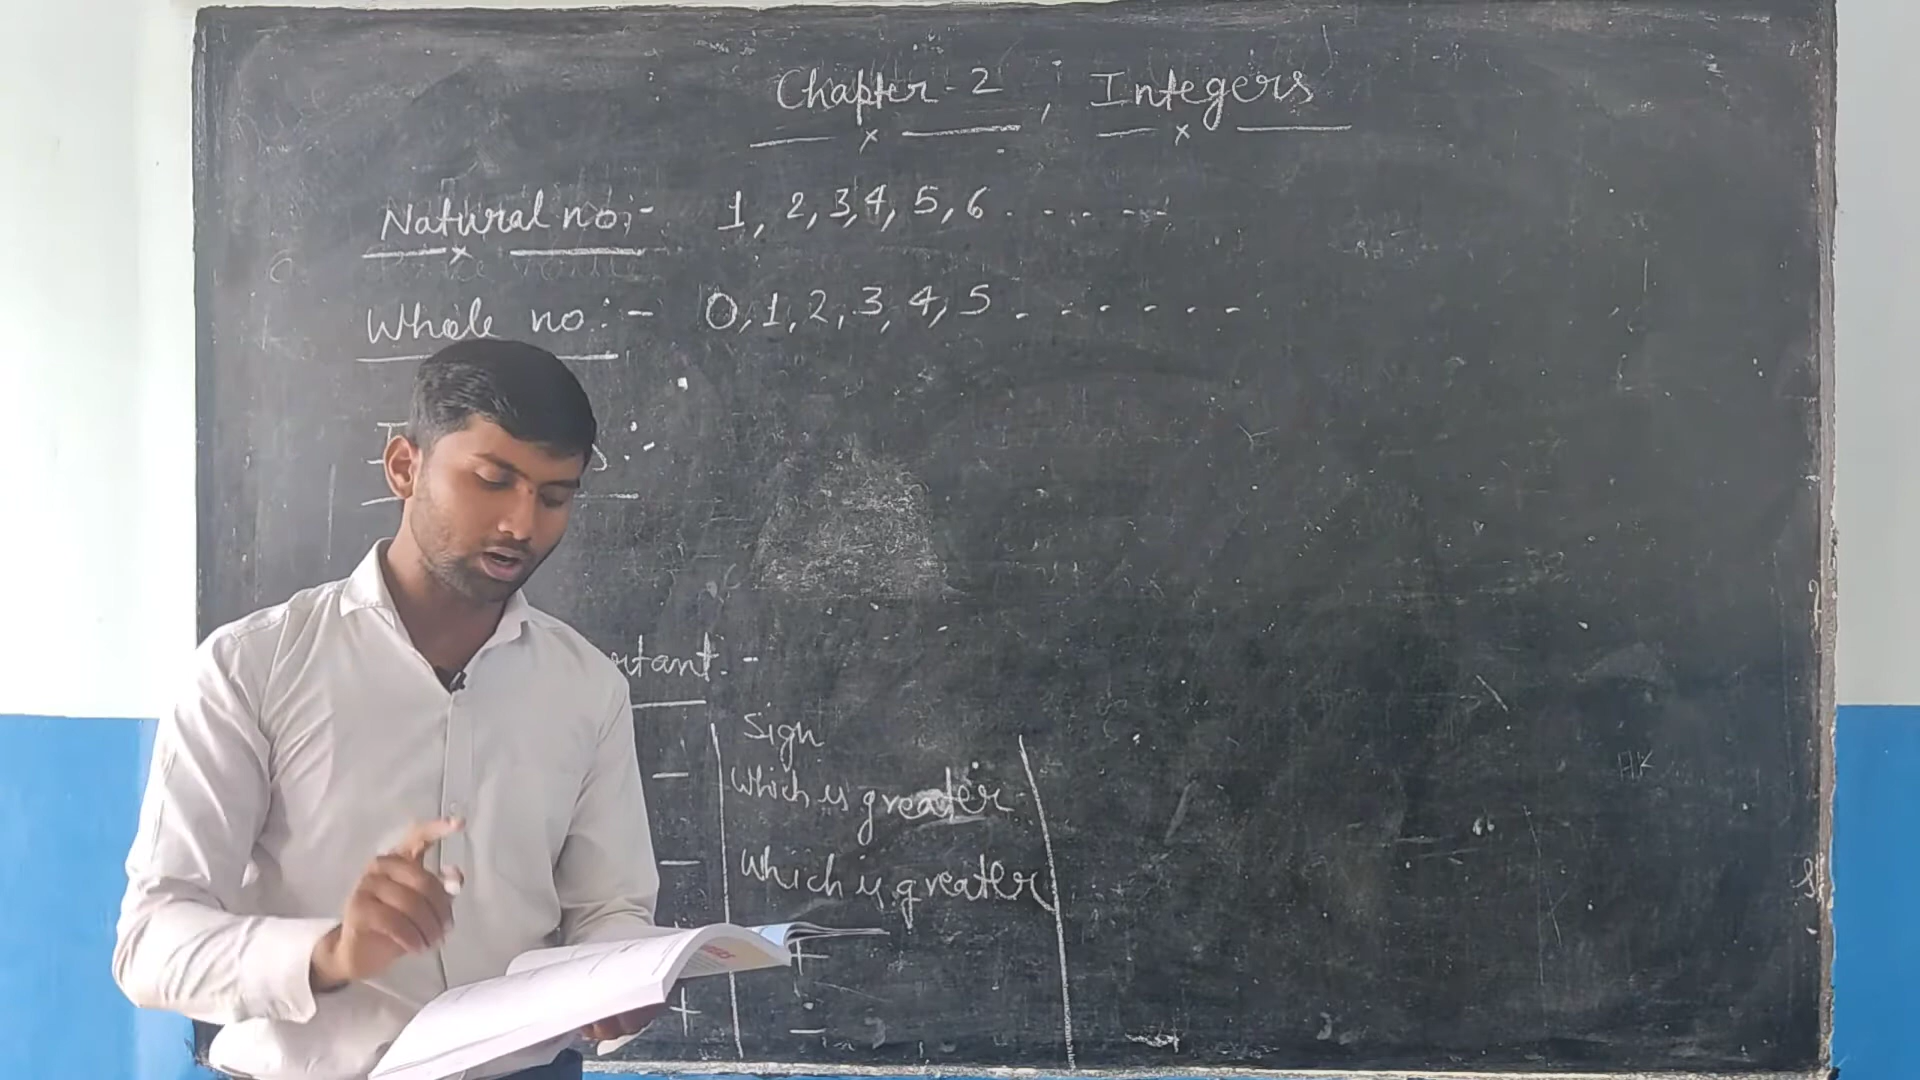 Chapter-2 , Integers
Natural no:- 1, 2, 3, 4, 5, 6 . . . . . .
Whole no:- 0, 1, 2, 3, 4, 5 . . . . . .
Sign
— Which is greater
— Which is greater
+
+ −